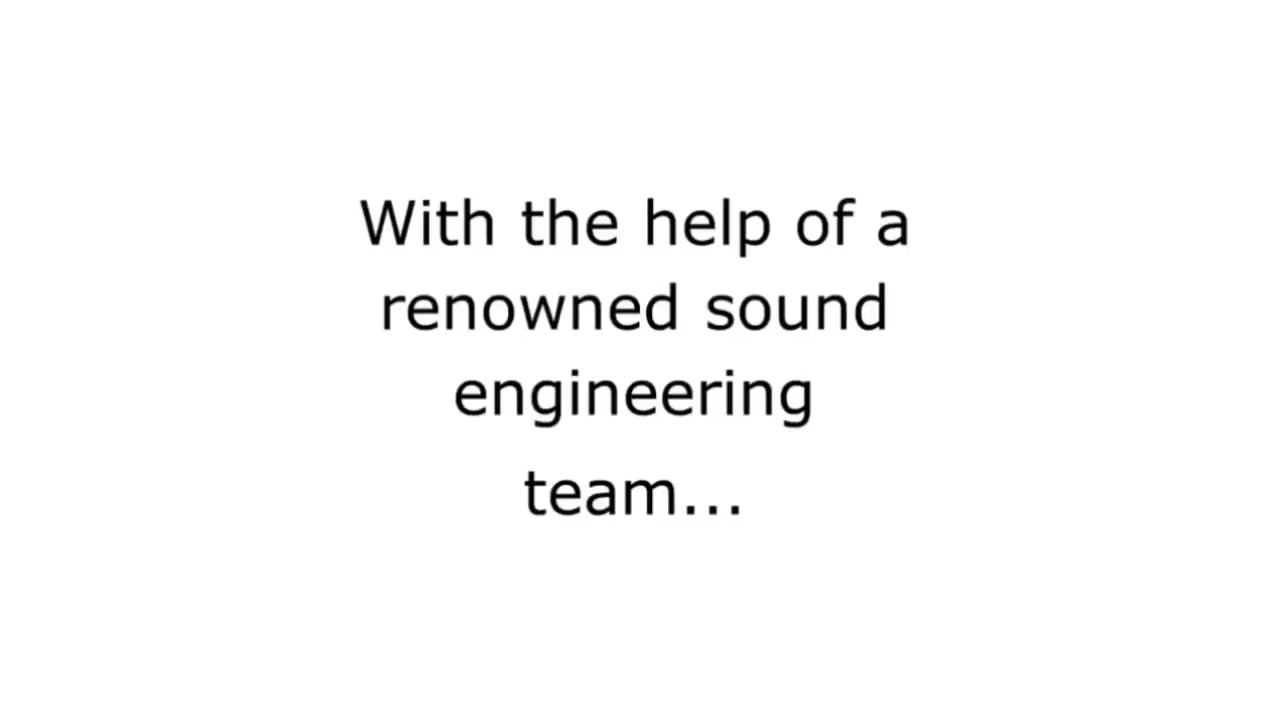 With the help of a
renowned sound
engineering
team...